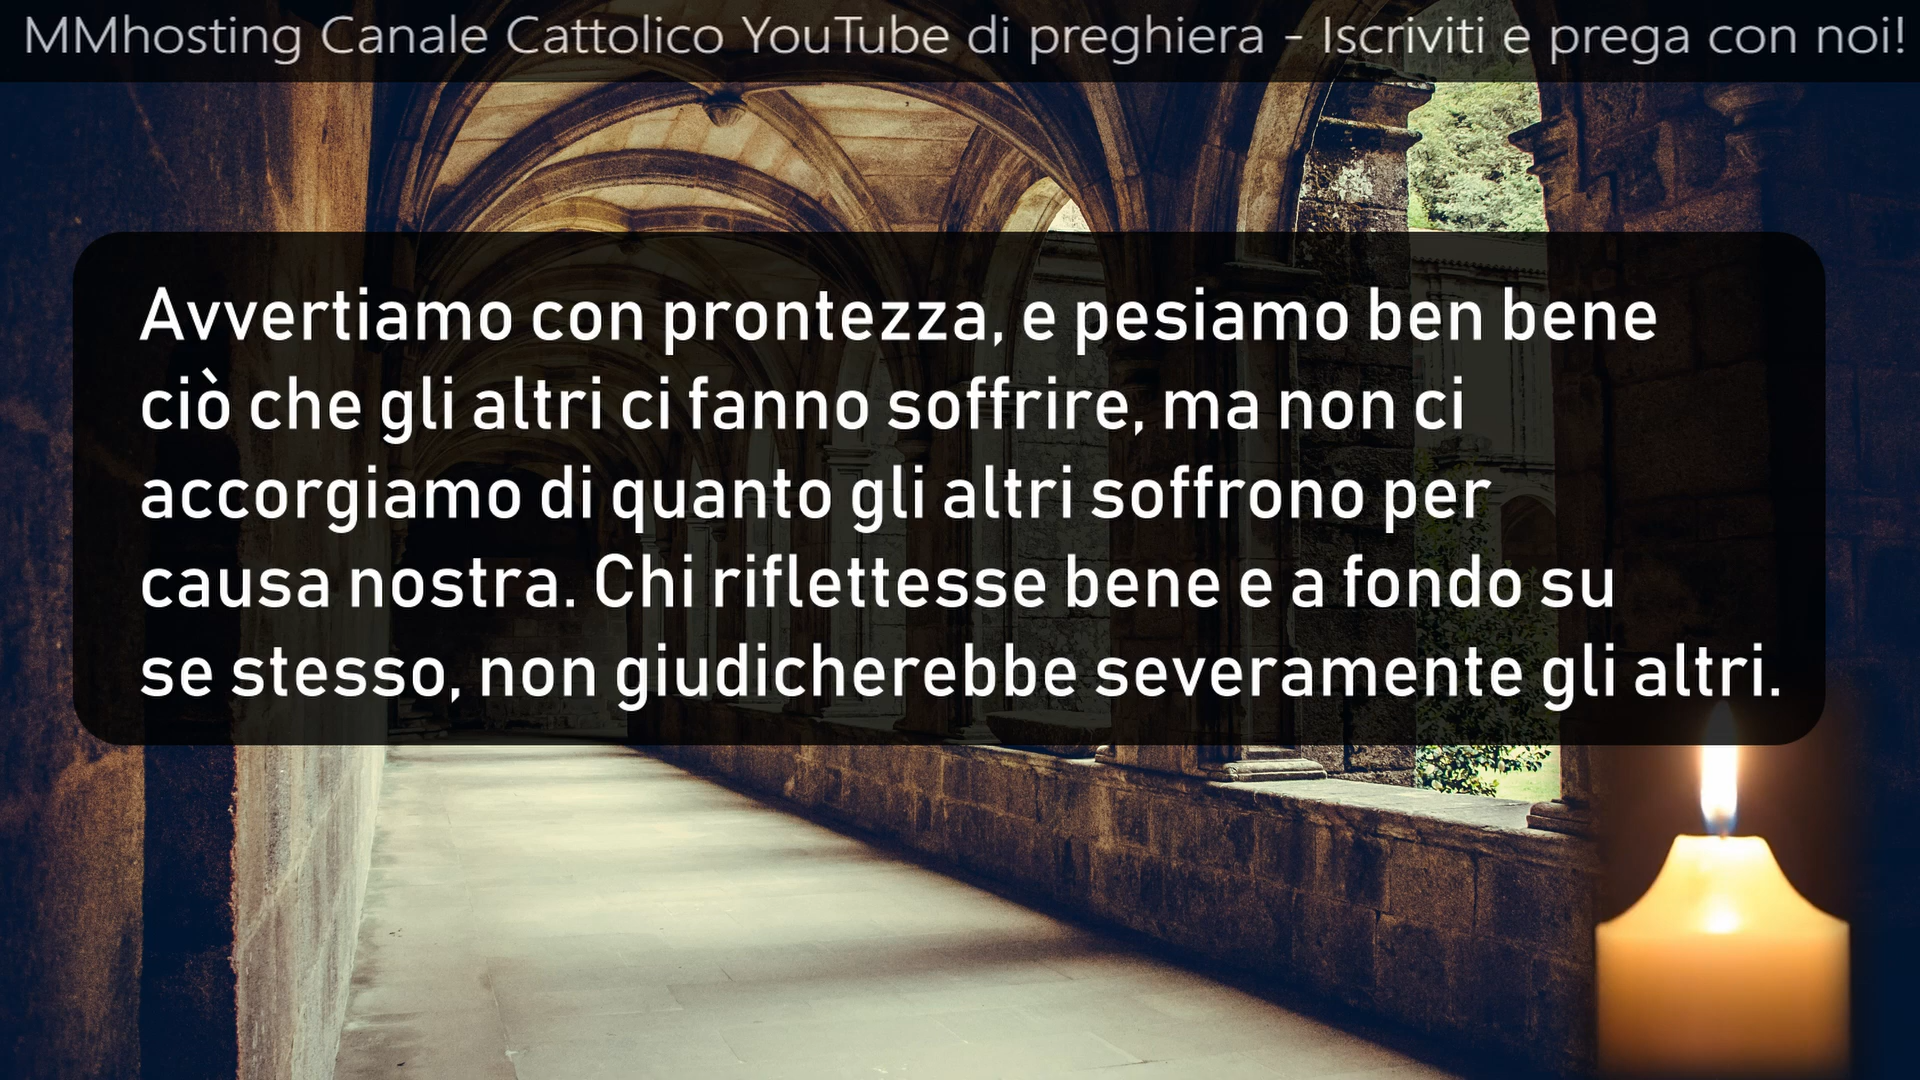 MMhosting Canale Cattolico YouTube di preghiera - Iscriviti e prega con noi!
Avvertiamo con prontezza, e pesiamo ben bene
ciò che gli altri ci fanno soffrire, ma non ci
accorgiamo di quanto gli altri soffrono per
causa nostra. Chi riflettesse bene e a fondo su
se stesso, non giudicherebbe severamente gli altri.